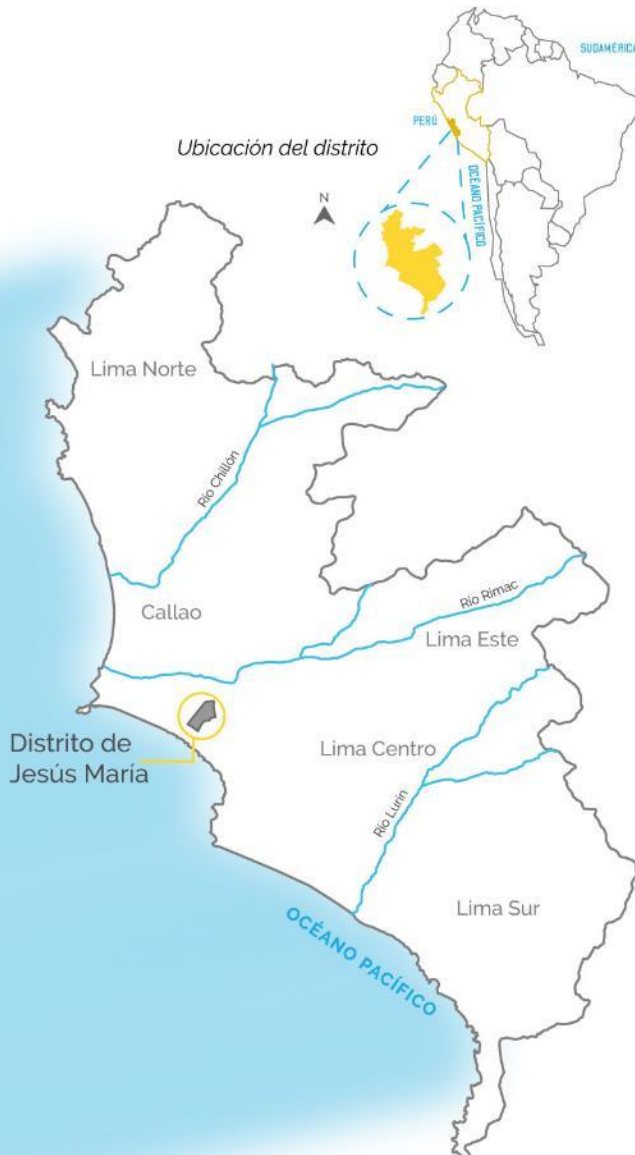 SUDAMÉRICA
PERÚ
Ubicación del distrito
OCÉANO PACÍFICO
N
Lima Norte
Río Chillón
Callao
Río Rimac
Lima Este
Distrito de
Jesús María
Lima Centro
Río Lurín
Lima Sur
OCÉANO PACÍFICO